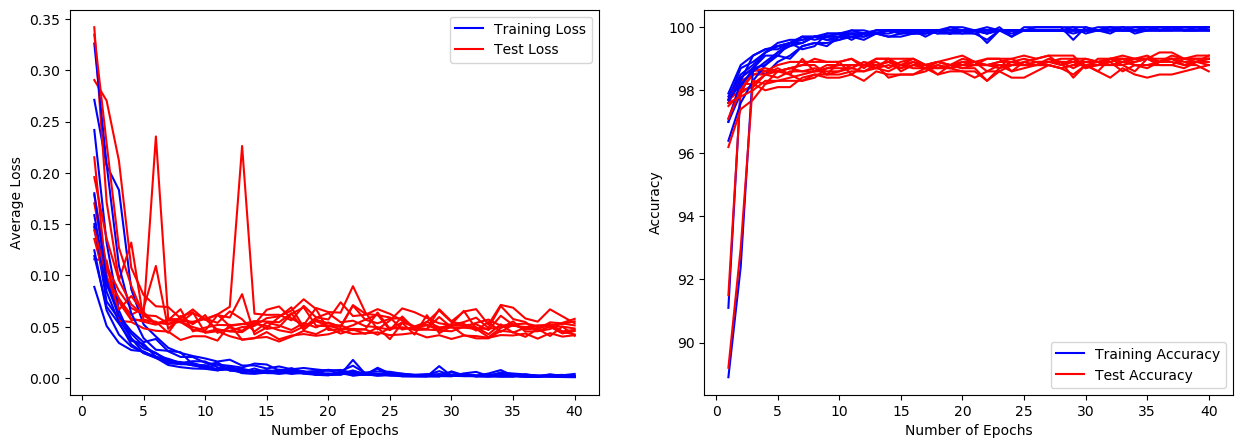 0.35
0.30
0.25
0.20
0.15
0.10
0.05
0.00
Average Loss
0 5 10 15 20 25 30 35 40
Number of Epochs
Training Loss
Test Loss
100
98
96
94
92
90
Accuracy
0 5 10 15 20 25 30 35 40
Number of Epochs
Training Accuracy
Test Accuracy